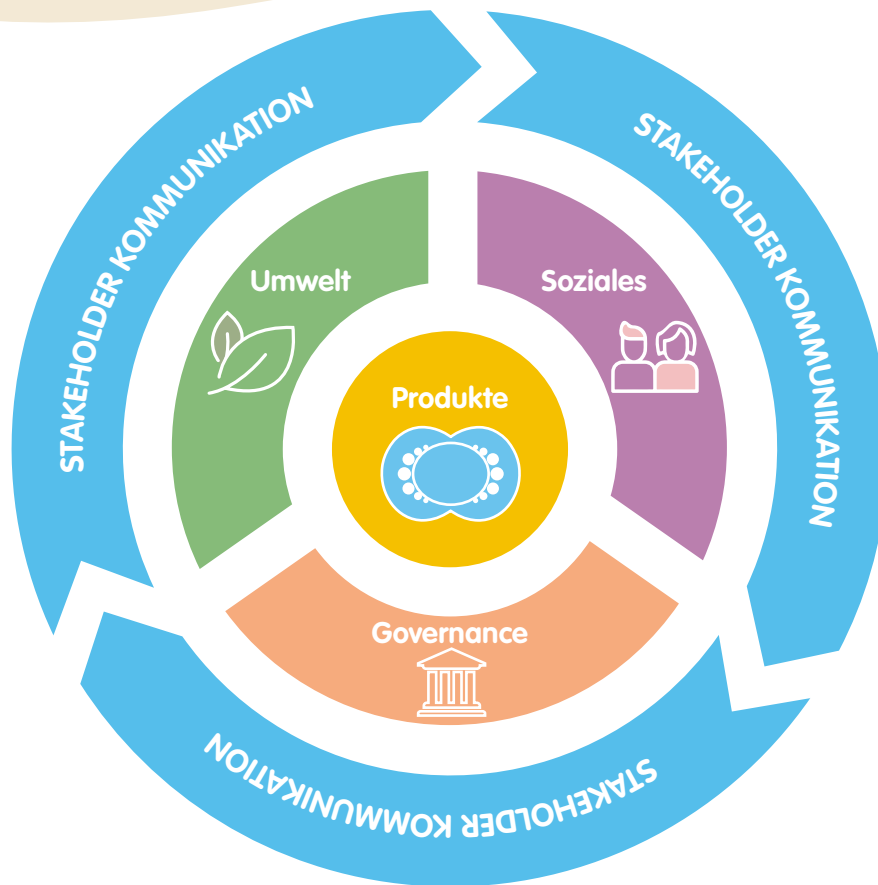 STAKEHOLDER KOMMUNIKATION
STAKEHOLDER KOMMUNIKATION
Umwelt
Soziales
Produkte
Governance
STAKEHOLDER KOMMUNIKATION